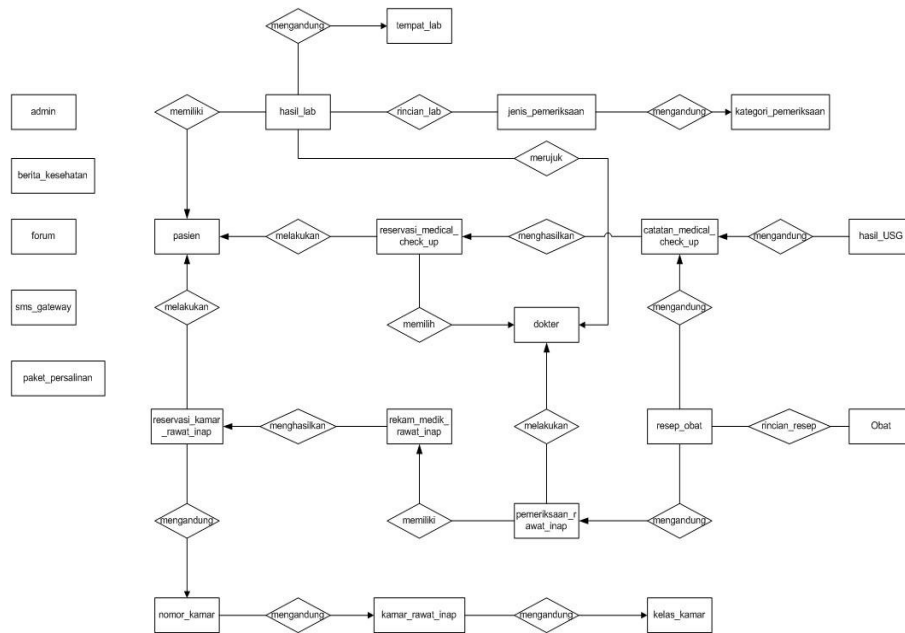 mengandung
tempat_lab
admin
memiliki
hasil_lab
rincian_lab
jenis_pemeriksaan
mengandung
kategori_pemeriksaan
merujuk
berita_kesehatan
forum
pasien
melakukan
reservasi_medical_
check_up
menghasilkan
catatan_medical_
check_up
mengandung
hasil_USG
sms_gateway
melakukan
memilih
dokter
mengandung
paket_persalinan
reservasi_kamar
_rawat_inap
menghasilkan
rekam_medik_
rawat_inap
melakukan
resep_obat
rincian_resep
Obat
mengandung
memiliki
pemeriksaan_r
awat_inap
mengandung
nomor_kamar
mengandung
kamar_rawat_inap
mengandung
kelas_kamar